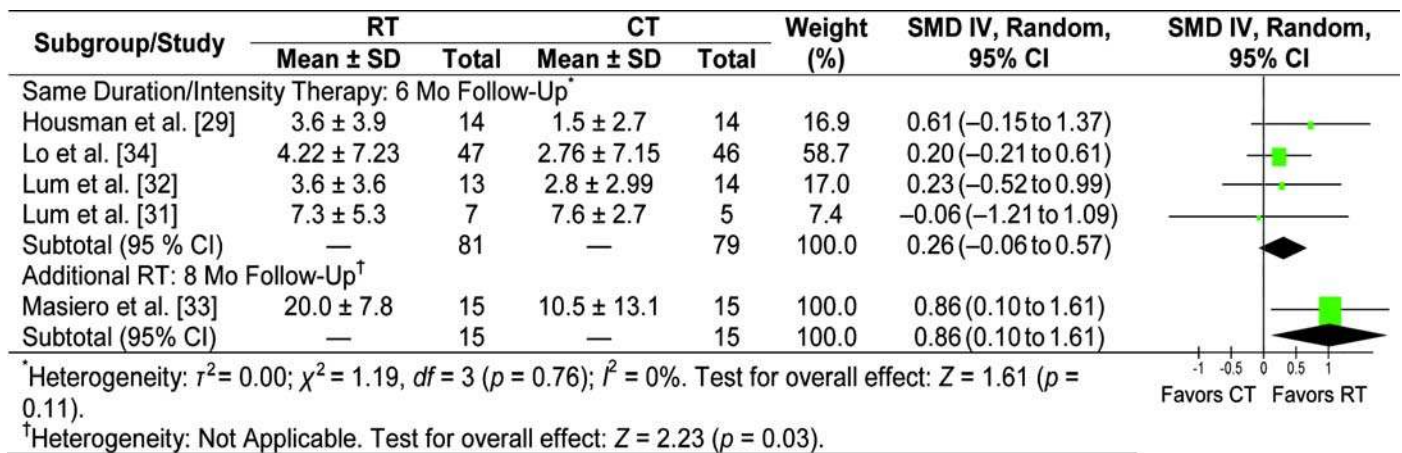 Subgroup/Study RT CT Weight (%) SMD IV, Random, 95% CI SMD IV, Random, 95% CI
Mean ± SD Total Mean ± SD Total
Same Duration/Intensity Therapy: 6 Mo Follow-Up*
Housman et al. [29] 3.6 ± 3.9 14 1.5 ± 2.7 14 16.9 0.61 (–0.15 to 1.37)
Lo et al. [34] 4.22 ± 7.23 47 2.76 ± 7.15 46 58.7 0.20 (–0.21 to 0.61)
Lum et al. [32] 3.6 ± 3.6 13 2.8 ± 2.99 14 17.0 0.23 (–0.52 to 0.99)
Lum et al. [31] 7.3 ± 5.3 7 7.6 ± 2.7 5 7.4 –0.06 (–1.21 to 1.09)
Subtotal (95 % CI) — 81 — 79 100.0 0.26 (–0.06 to 0.57)
Additional RT: 8 Mo Follow-Up†
Masiero et al. [33] 20.0 ± 7.8 15 10.5 ± 13.1 15 100.0 0.86 (0.10 to 1.61)
Subtotal (95% CI) — 15 — 15 100.0 0.86 (0.10 to 1.61)
*Heterogeneity: τ² = 0.00; χ² = 1.19, df = 3 (p = 0.76); I² = 0%. Test for overall effect: Z = 1.61 (p =
0.11).
†Heterogeneity: Not Applicable. Test for overall effect: Z = 2.23 (p = 0.03).
-1 -0.5 0 0.5 1
Favors CT Favors RT